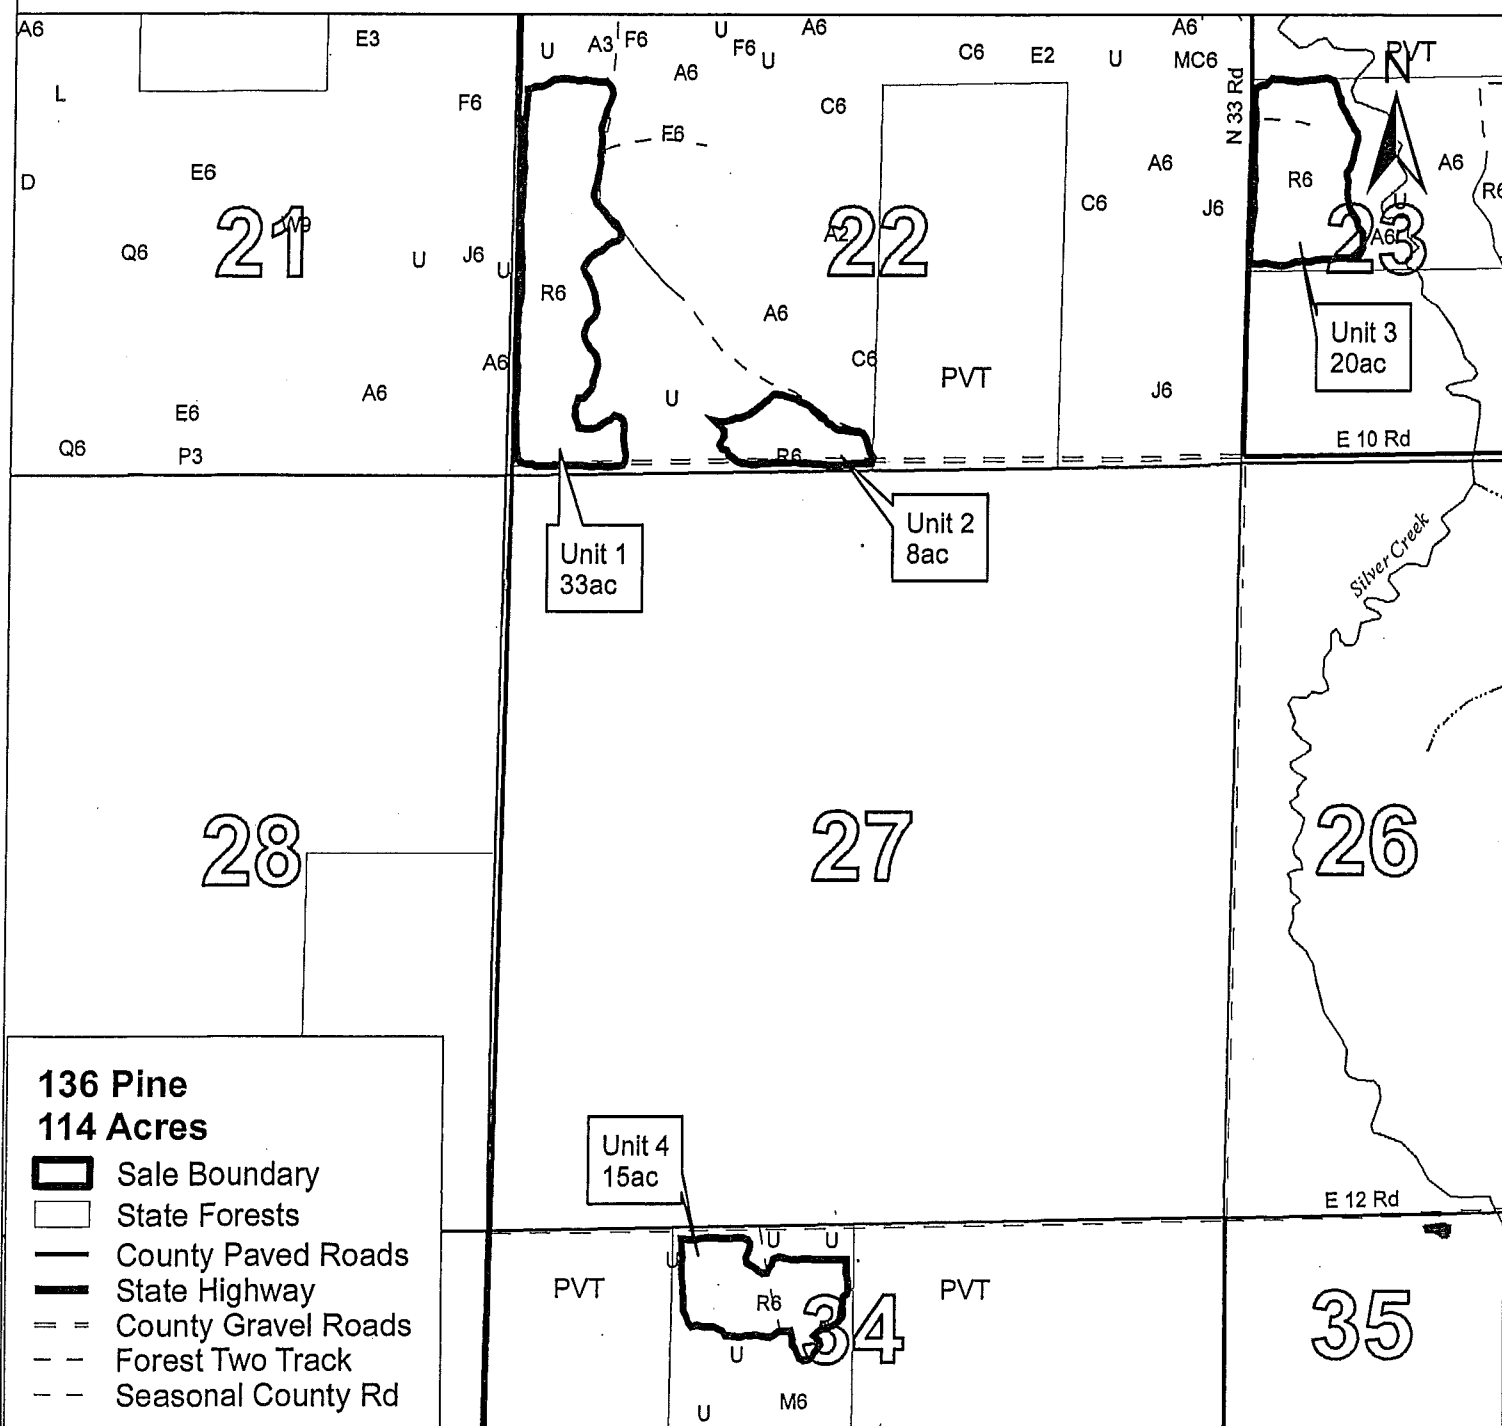 A6
E3
U
A3
F6
U
F6
U
A6
A6'
C6
E2
U
MC6
PVT
N
L
F6
A6
C6
N 33 Rd
E6
D
E6
A6
A6
R6
C6
J6
R6
U
21
22
23
A2
A6
Q6
U
J6
U
R6
A6
Unit 3
20ac
A6
C6
PVT
A6
J6
U
E6
Q6
P3
R6
E 10 Rd
Unit 1
33ac
Unit 2
8ac
Silver Creek
28
27
26
Unit 4
15ac
E 12 Rd
U
U
U
PVT
R6
PVT
34
35
U
M6
U
136 Pine
114 Acres
Sale Boundary
State Forests
County Paved Roads
State Highway
County Gravel Roads
Forest Two Track
Seasonal County Rd